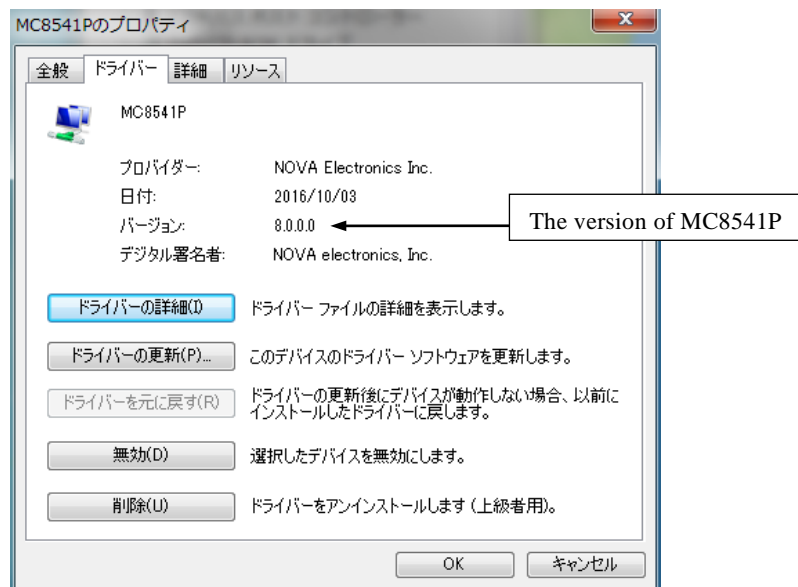 MC8541Pのプロパティ
全般 ドライバー 詳細 リソース
MC8541P
プロバイダー: NOVA Electronics Inc.
日付: 2016/10/03
バージョン: 8.0.0.0
The version of MC8541P
デジタル署名者: NOVA electronics, Inc.
ドライバーの詳細(I) ドライバー ファイルの詳細を表示します。
ドライバーの更新(P)... このデバイスのドライバー ソフトウェアを更新します。
ドライバーを元に戻す(R) ドライバーの更新後にデバイスが動作しない場合、以前に
インストールしたドライバーに戻します。
無効(D) 選択したデバイスを無効にします。
削除(U) ドライバーをアンインストールします (上級者用)。
OK キャンセル